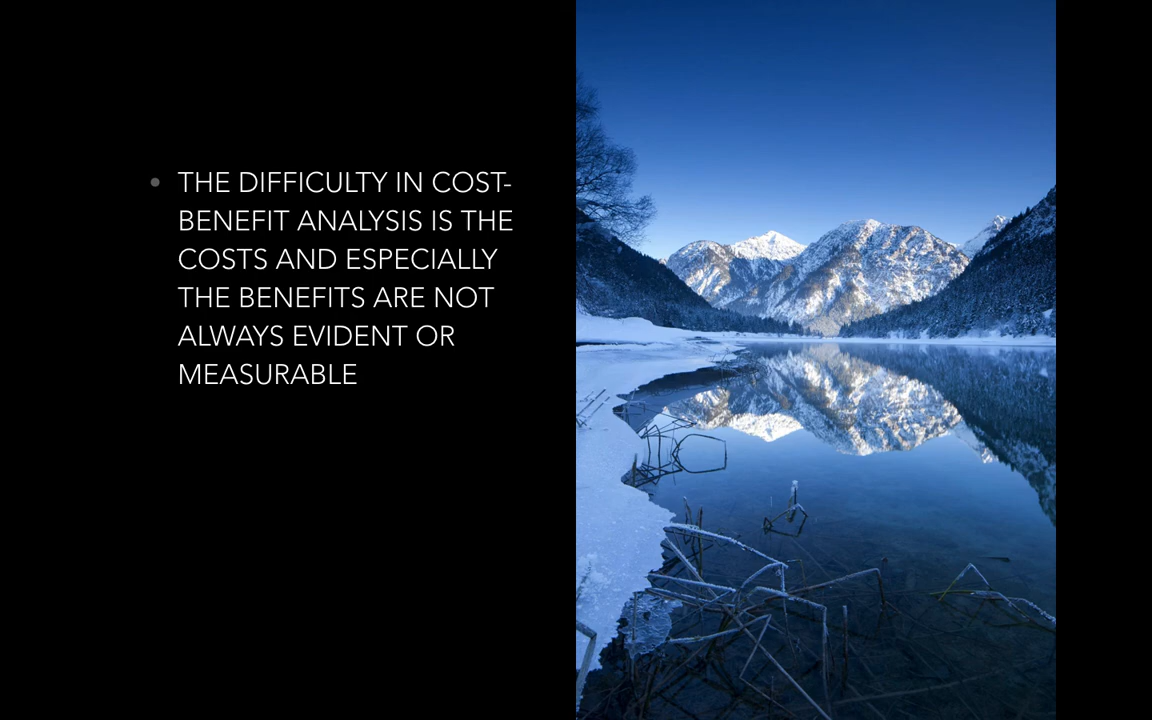 • THE DIFFICULTY IN COST-
BENEFIT ANALYSIS IS THE
COSTS AND ESPECIALLY
THE BENEFITS ARE NOT
ALWAYS EVIDENT OR
MEASURABLE